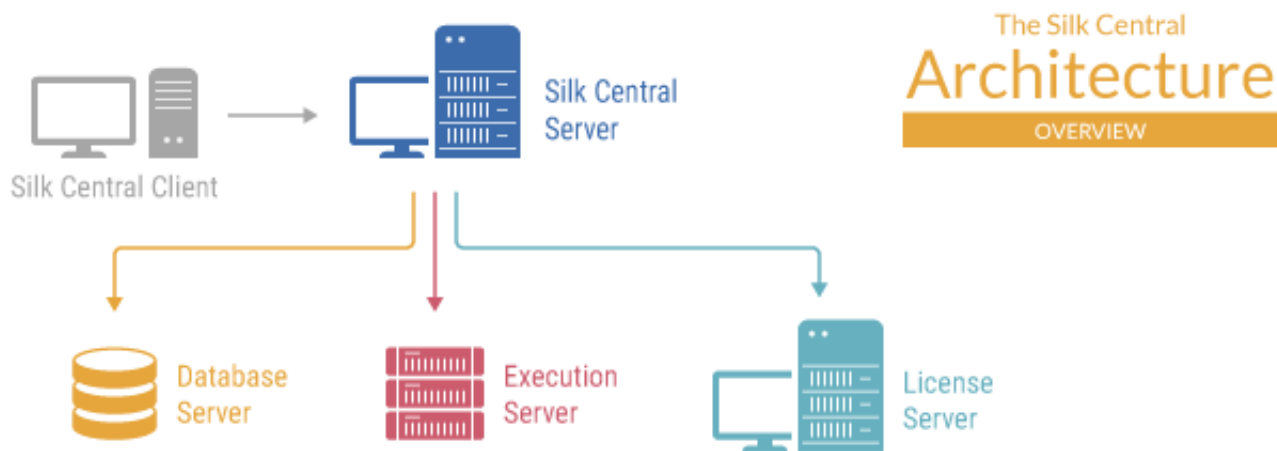 The Silk Central
Architecture
OVERVIEW
Silk Central
Server
Silk Central Client
Database
Server
Execution
Server
License
Server